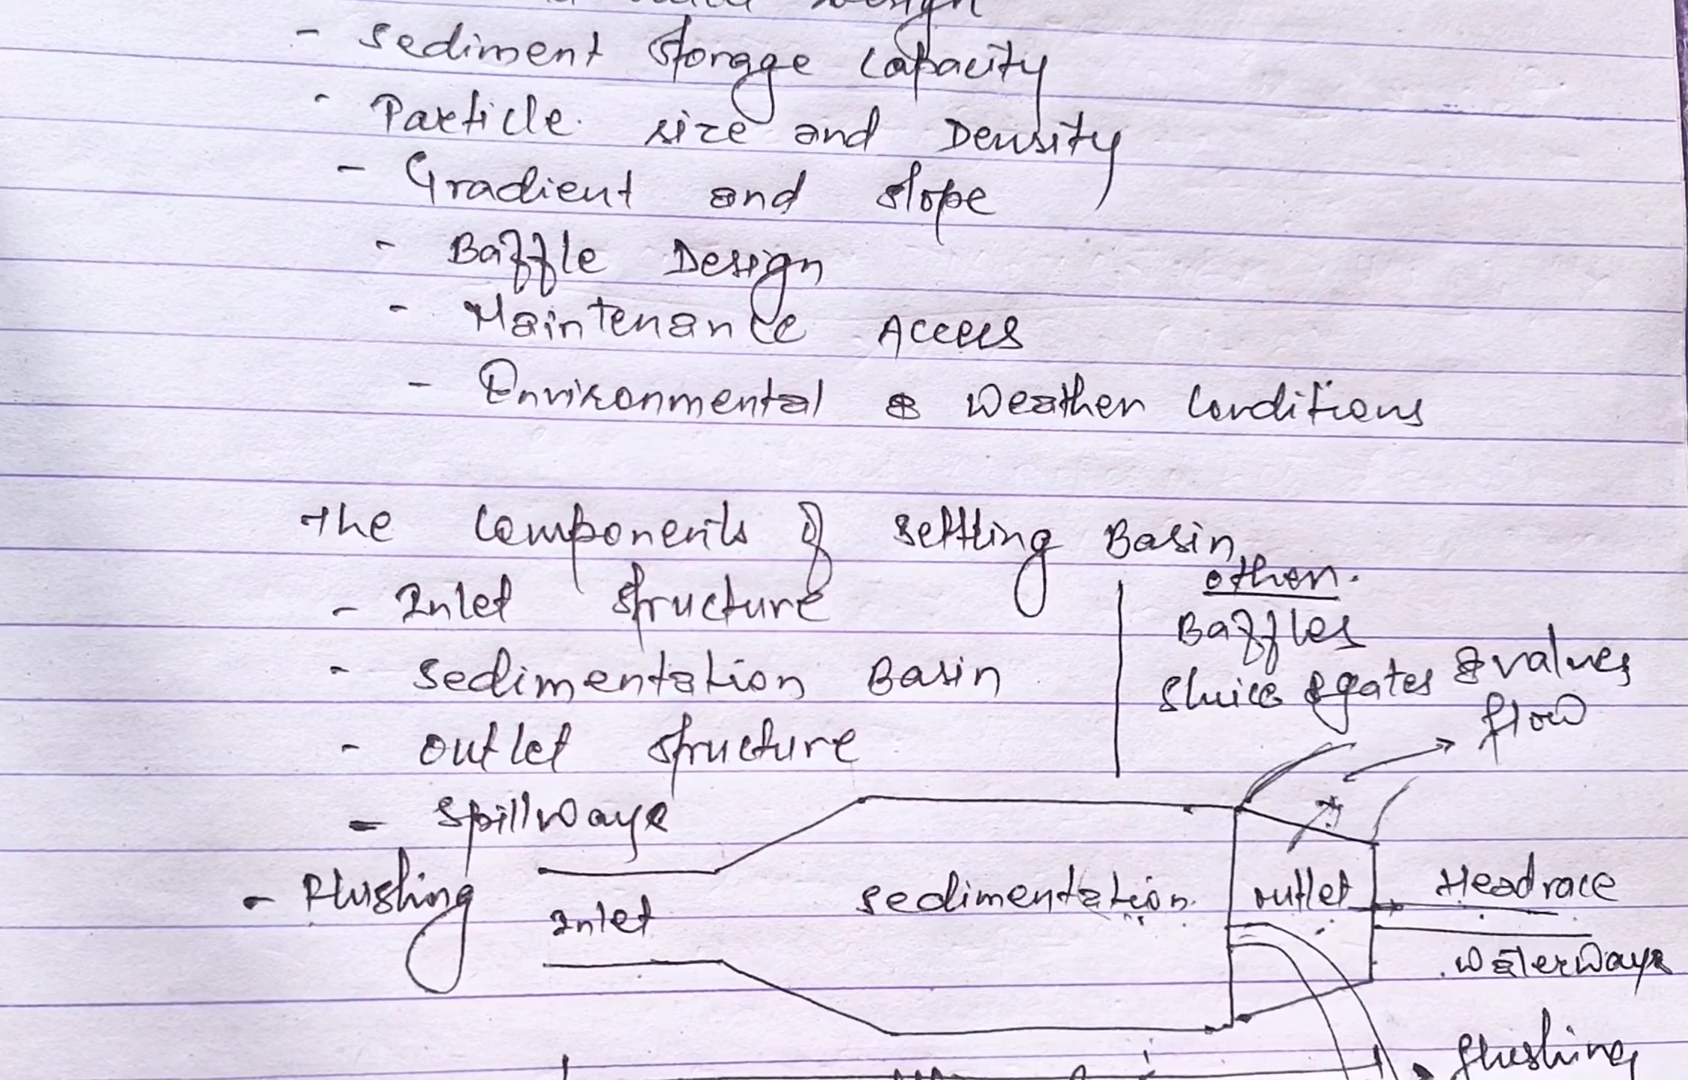 Design
- Sediment Storage Capacity
- Particle size and Density
- Gradient and slope
- Baffle Design
- Maintenance Access
- Environmental & Weather Conditions
The Components of Settling Basin
- Inlet structure
- Sedimentation Basin
- outlet structure
- Spillways
- Flushing
other.
Baffles
Sluice gates & values
flow
Inlet
sedimentation
outlet
Headrace
waterways
flushing